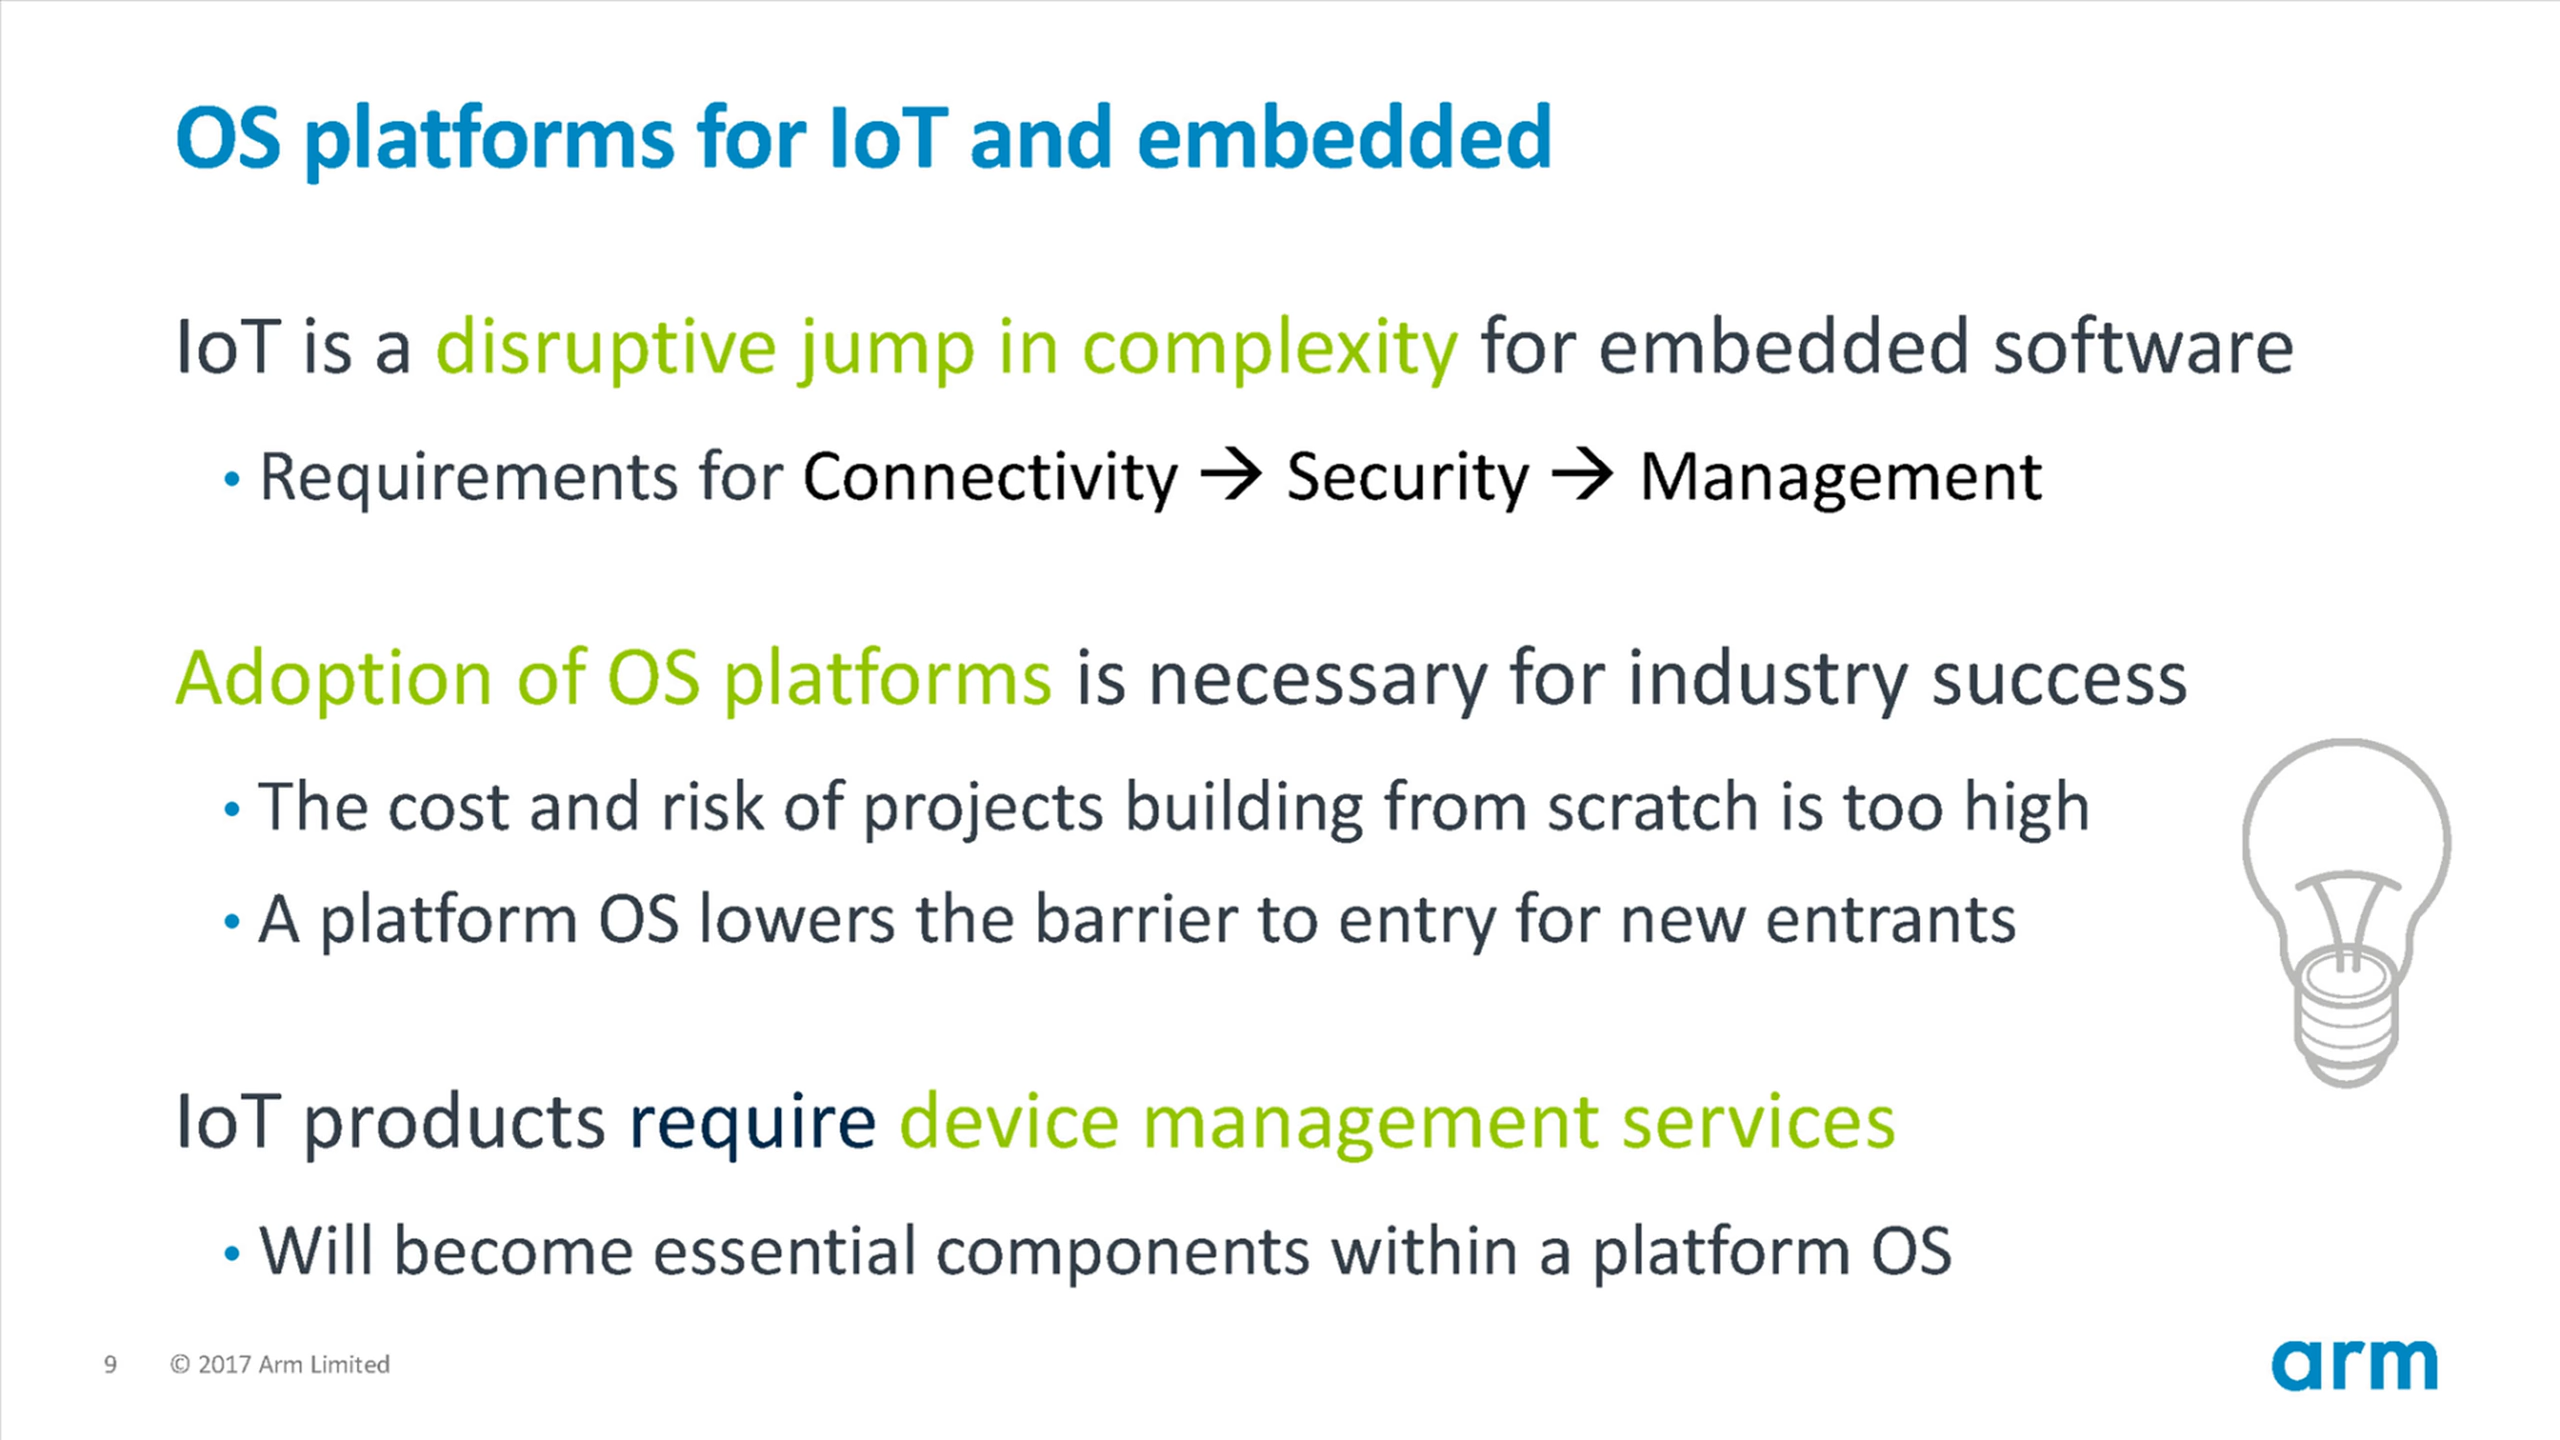 OS platforms for IoT and embedded
IoT is a disruptive jump in complexity for embedded software
• Requirements for Connectivity → Security → Management
Adoption of OS platforms is necessary for industry success
• The cost and risk of projects building from scratch is too high
• A platform OS lowers the barrier to entry for new entrants
IoT products require device management services
• Will become essential components within a platform OS
9 © 2017 Arm Limited
arm